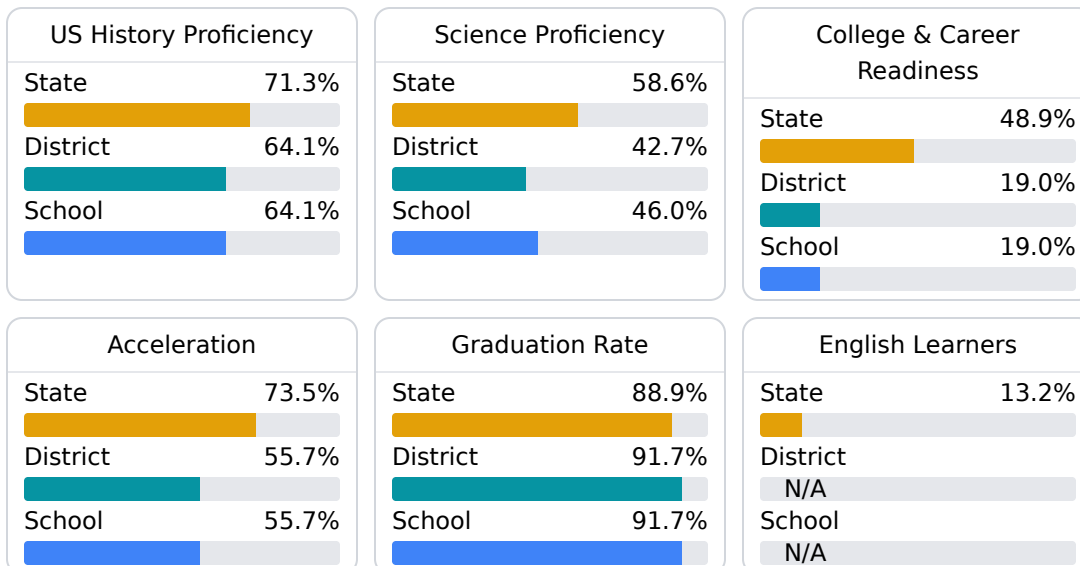 US History Proficiency
State 71.3%
District 64.1%
School 64.1%
Science Proficiency
State 58.6%
District 42.7%
School 46.0%
College & Career
Readiness
State 48.9%
District 19.0%
School 19.0%
Acceleration
State 73.5%
District 55.7%
School 55.7%
Graduation Rate
State 88.9%
District 91.7%
School 91.7%
English Learners
State 13.2%
District
N/A
School
N/A